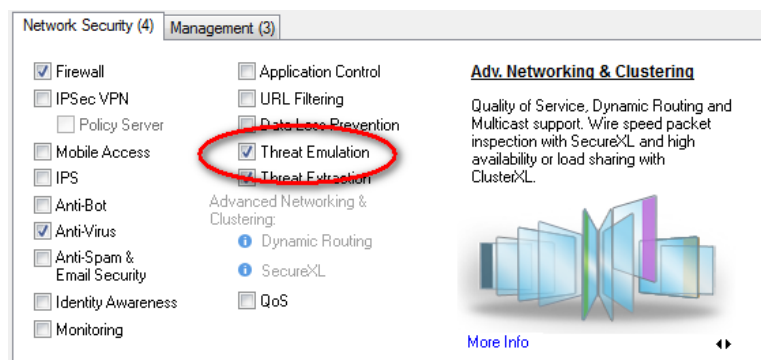 Network Security (4)
Management (3)
Firewall
IPSec VPN
Policy Server
Mobile Access
IPS
Anti-Bot
Anti-Virus
Anti-Spam &
Email Security
Identity Awareness
Monitoring
Application Control
URL Filtering
Data Loss Prevention
Threat Emulation
Threat Extraction
Advanced Networking &
Clustering:
Dynamic Routing
SecureXL
QoS
Adv. Networking & Clustering
Quality of Service, Dynamic Routing and
Multicast support. Wire speed packet
inspection with SecureXL and high
availability or load sharing with
ClusterXL.
More Info